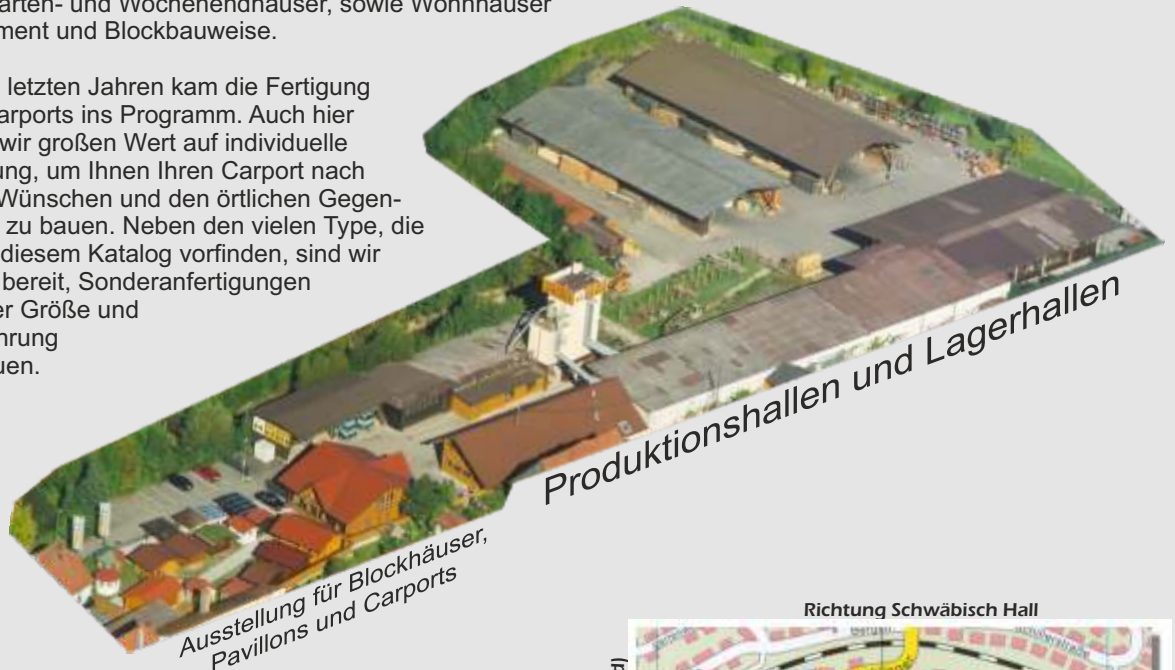 arten- und Wochenendhäuser, sowie Wohnhäuser
ment und Blockbauweise.
letzten Jahren kam die Fertigung
arports ins Programm. Auch hier
wir großen Wert auf individuelle
ung, um Ihnen Ihren Carport nach
Wünschen und den örtlichen Gegen-
zu bauen. Neben den vielen Type, die
diesem Katalog vorfinden, sind wir
bereit, Sonderanfertigungen
er Größe und
hrung
uen.
Produktionshallen und Lagerhallen
Ausstellung für Blockhäuser,
Pavillons und Carports
Richtung Schwäbisch Hall